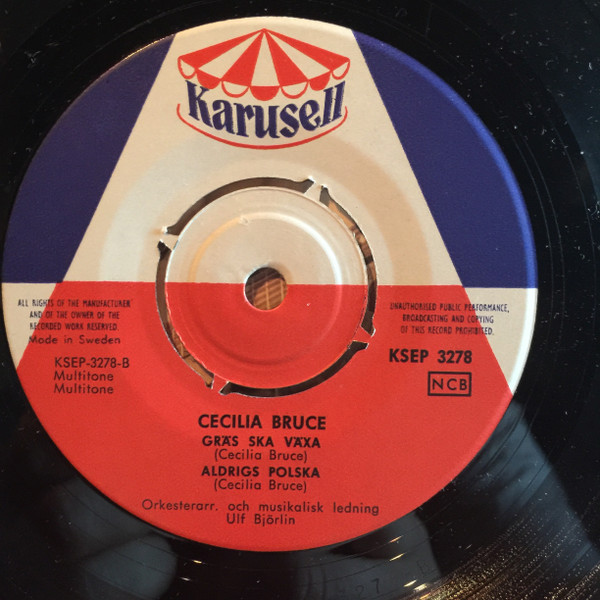 Karusell
ALL RIGHTS OF THE MANUFACTURER
AND OF THE OWNER OF THE
RECORDED WORK RESERVED
Made in Sweden
UNAUTHORISED PUBLIC PERFORMANCE,
BROADCASTING AND COPYING
OF THIS RECORD PROHIBITED.
KSEP-3278-B
Multitone
Multitone
KSEP 3278
NCB
CECILIA BRUCE
GRÄS SKA VÄXA
(Cecilia Bruce)
ALDRIGS POLSKA
(Cecilia Bruce)
Orkesterarr. och musikalisk ledning
Ulf Björlin